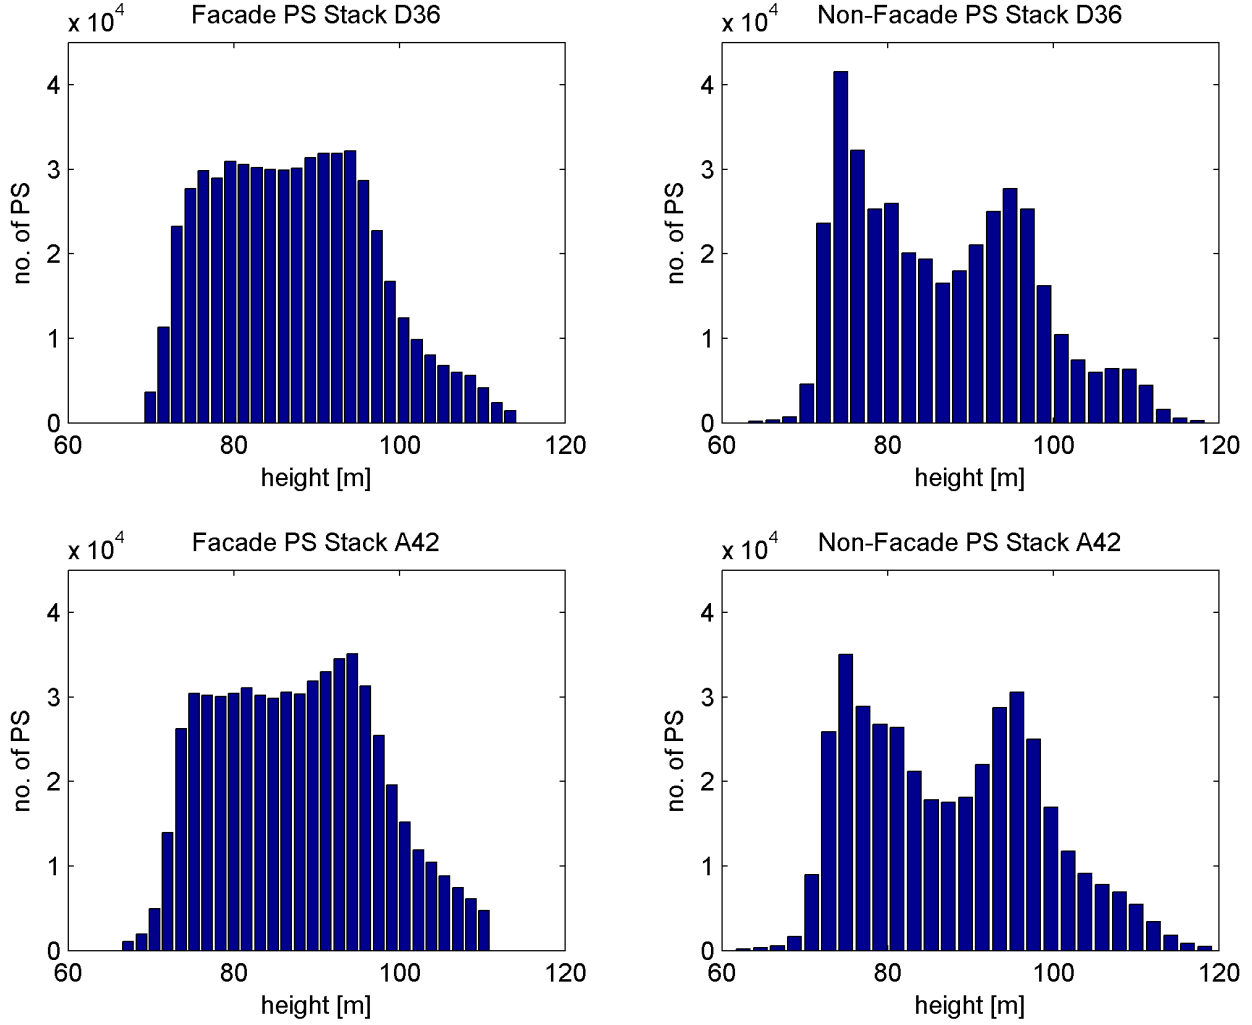 Facade PS Stack D36
x 10^4
4
3
2
1
0
no. of PS
60 80 100 120
height [m]
Non-Facade PS Stack D36
x 10^4
4
3
2
1
0
no. of PS
60 80 100 120
height [m]
Facade PS Stack A42
x 10^4
4
3
2
1
0
no. of PS
60 80 100 120
height [m]
Non-Facade PS Stack A42
x 10^4
4
3
2
1
0
no. of PS
60 80 100 120
height [m]